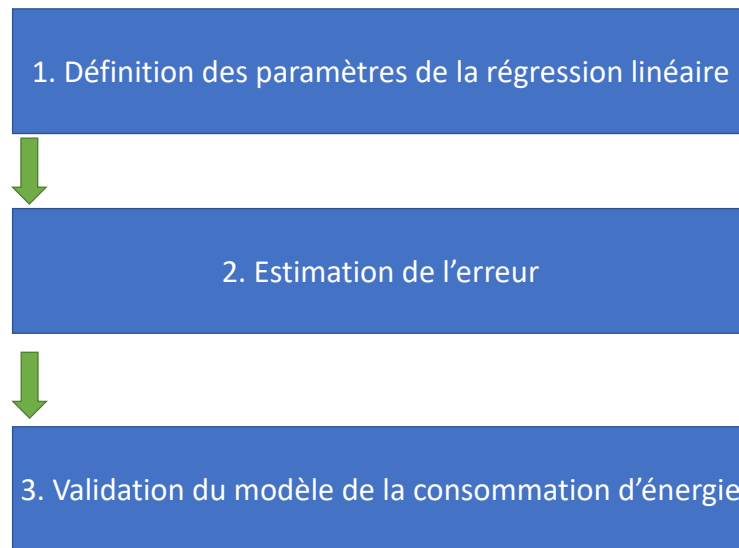 1. Définition des paramètres de la régression linéaire
2. Estimation de l’erreur
3. Validation du modèle de la consommation d’énergie